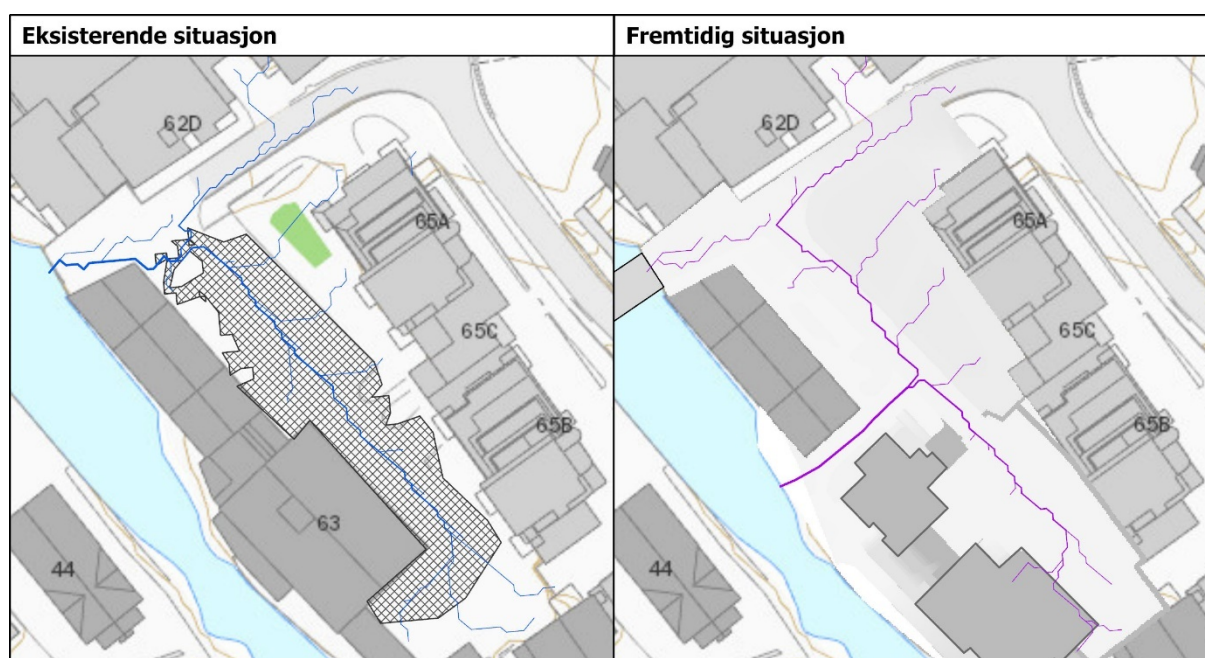 Eksisterende situasjon
62D
65A
65C
65B
63
44
Fremtidig situasjon
62D
65A
65C
65B
44